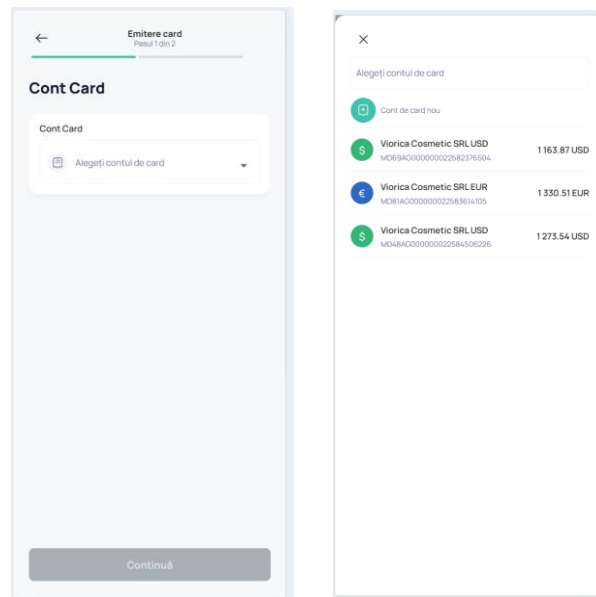 Emitere card
Pasul 1 din 2
Cont Card
Cont Card
Alegeți contul de card
Continuă
Alegeți contul de card
Cont de card nou
Viorica Cosmetic SRL USD
1 163.87 USD
MD69AG000000022582376504
Viorica Cosmetic SRL EUR
1 330.51 EUR
MD81AG000000022583614105
Viorica Cosmetic SRL USD
1 273.54 USD
MD48AG000000022584506226